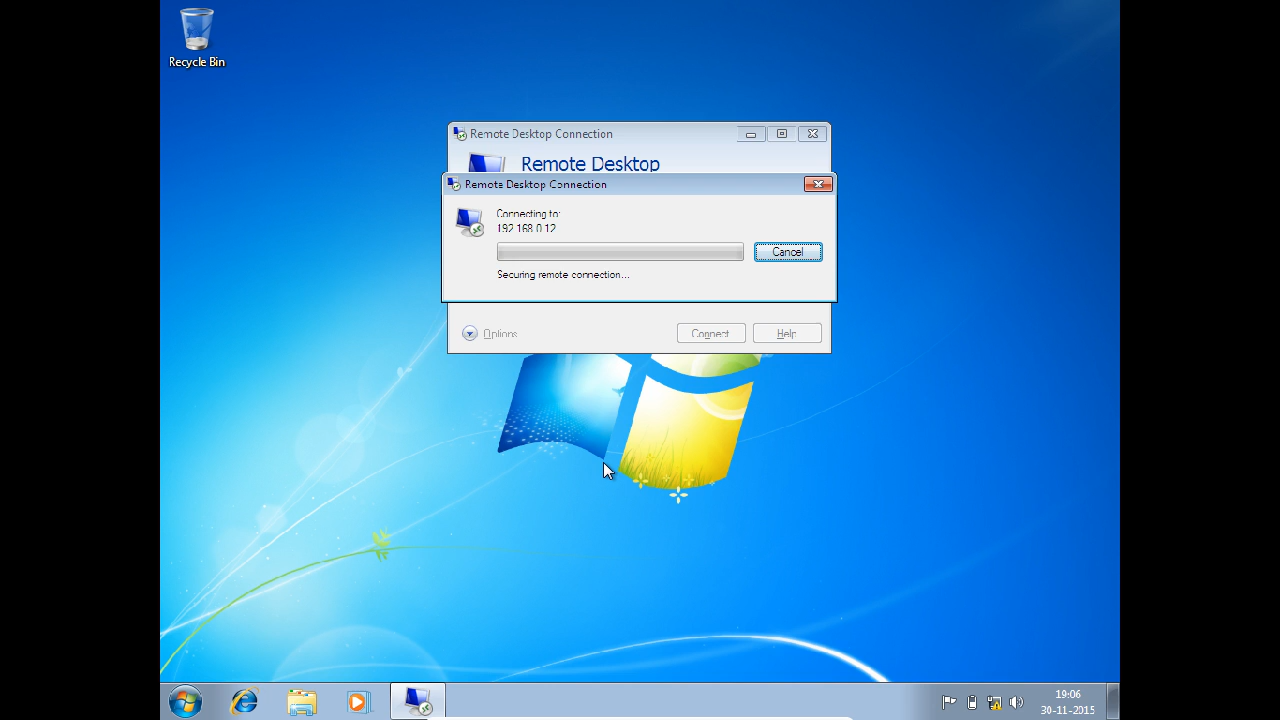 Recycle Bin
Remote Desktop Connection
Remote Desktop
Remote Desktop Connection
Connecting to:
192.168.0.12
Cancel
Securing remote connection...
Options
Connect
Help
19:06
30-11-2015